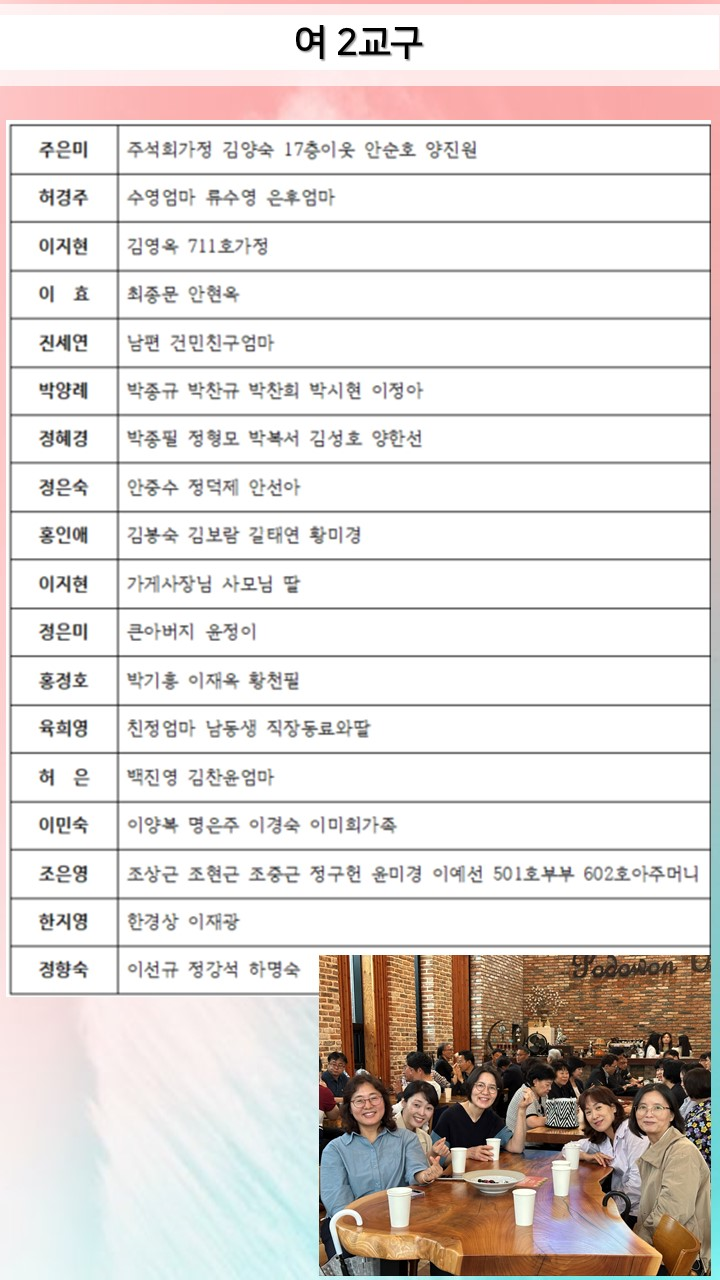 여 2교구
주은미 주석회가정 김양숙 17층이웃 안순호 양진원
허경주 수영엄마 류수영 은후엄마
이지현 김영옥 711호가정
이 효 최종문 안현옥
진세연 남편 건민친구엄마
박양례 박종규 박찬규 박찬희 박시현 이정아
정혜경 박종필 정형모 박복서 김성호 양한선
정은숙 안중수 정덕제 안선아
홍인애 김봉숙 김보람 길태연 황미경
이지현 가게사장님 사모님 딸
정은미 큰아버지 윤정이
홍정호 박기흥 이재옥 황천필
육희영 친정엄마 남동생 직장동료와딸
허 은 백진영 김찬윤엄마
이민숙 이양복 명은주 이경숙 이미희가족
조은영 조상근 조현근 조중근 정구헌 윤미경 이예선 501호부부 602호아주머니
한지영 한경상 이재광
정향숙 이선규 정강석 하명숙
Podowon